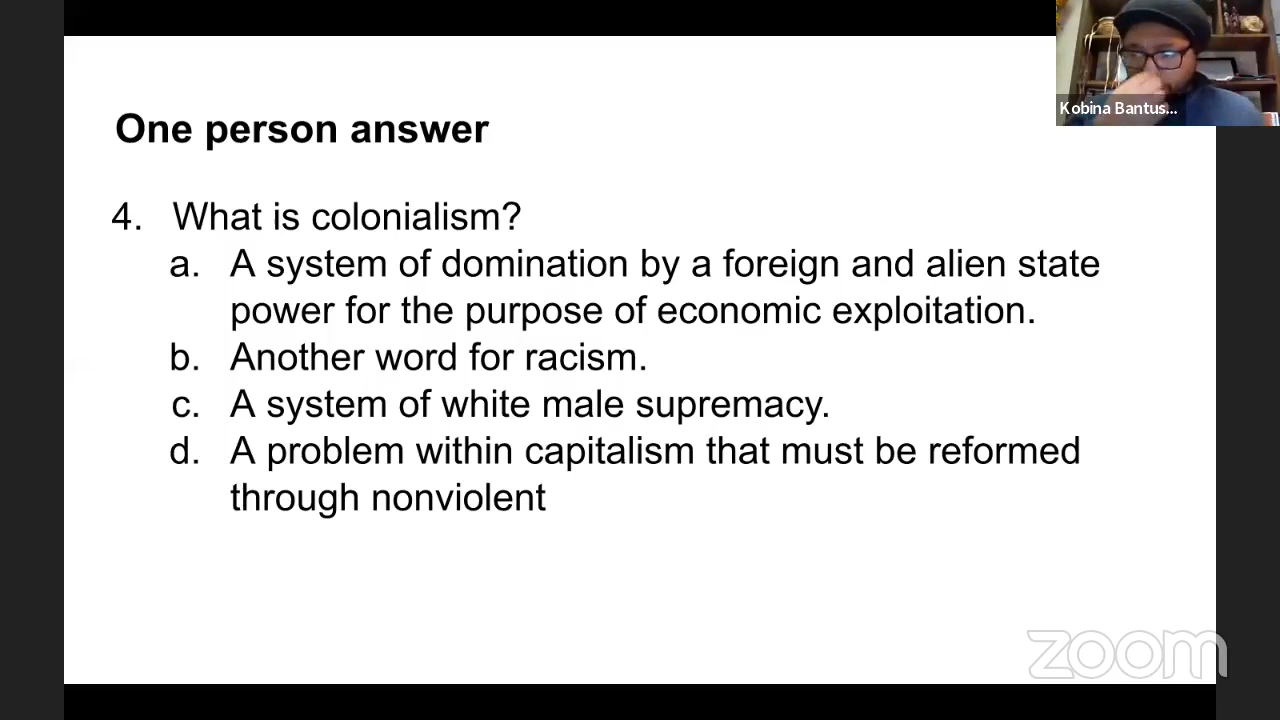 Kobina Bantus...
One person answer
4. What is colonialism?
a. A system of domination by a foreign and alien state
power for the purpose of economic exploitation.
b. Another word for racism.
c. A system of white male supremacy.
d. A problem within capitalism that must be reformed
through nonviolent
zoom